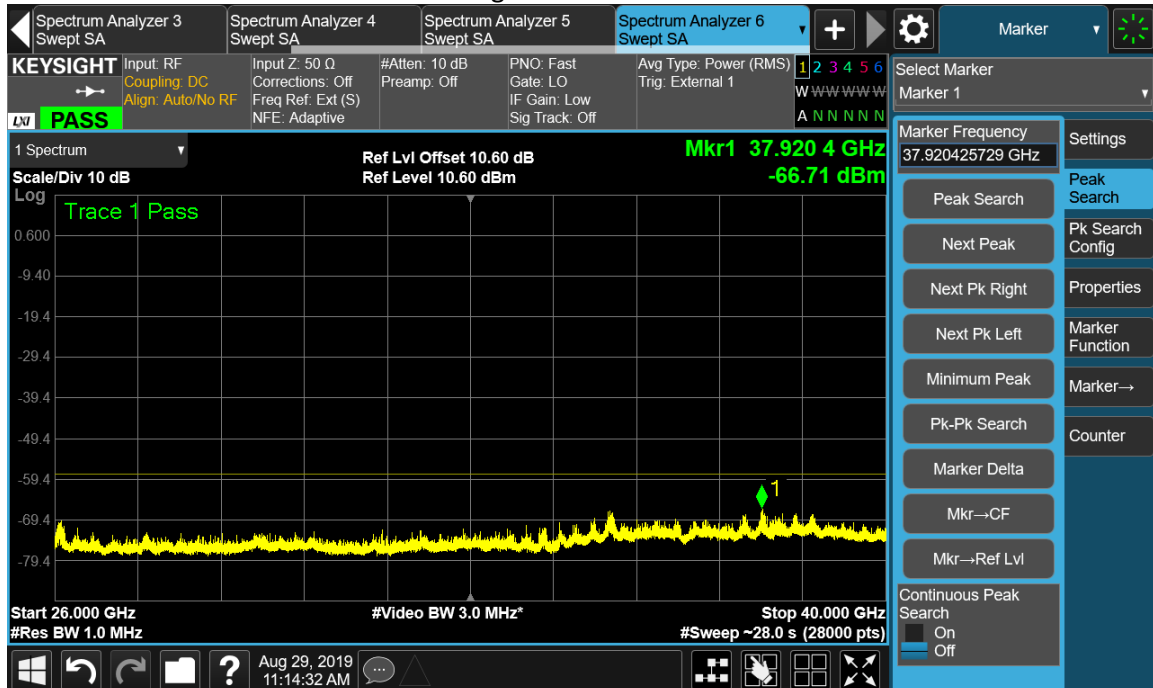 Spectrum Analyzer 3
Swept SA
Spectrum Analyzer 4
Swept SA
Spectrum Analyzer 5
Swept SA
Spectrum Analyzer 6
Swept SA
Marker
KEYSIGHT
LXI PASS
Input: RF
Coupling: DC
Align: Auto/No RF
Input Z: 50 Ω
Corrections: Off
Freq Ref: Ext (S)
NFE: Adaptive
#Atten: 10 dB
Preamp: Off
PNO: Fast
Gate: LO
IF Gain: Low
Sig Track: Off
Avg Type: Power (RMS)
Trig: External 1
1 2 3 4 5 6
W W W W W W
A N N N N N
Select Marker
Marker 1
1 Spectrum
Scale/Div 10 dB
Ref Lvl Offset 10.60 dB
Ref Level 10.60 dBm
Mkr1 37.920 4 GHz
-66.71 dBm
Log
Trace 1 Pass
0.600
-9.40
-19.4
-29.4
-39.4
-49.4
-59.4
-69.4
-79.4
1
Start 26.000 GHz
#Res BW 1.0 MHz
#Video BW 3.0 MHz*
Stop 40.000 GHz
#Sweep ~28.0 s (28000 pts)
Marker Frequency
37.920425729 GHz
Peak Search
Next Peak
Next Pk Right
Next Pk Left
Minimum Peak
Pk-Pk Search
Marker Delta
Mkr→CF
Mkr→Ref Lvl
Continuous Peak
Search
On
Off
Settings
Peak
Search
Pk Search
Config
Properties
Marker
Function
Marker→
Counter
?
Aug 29, 2019
11:14:32 AM